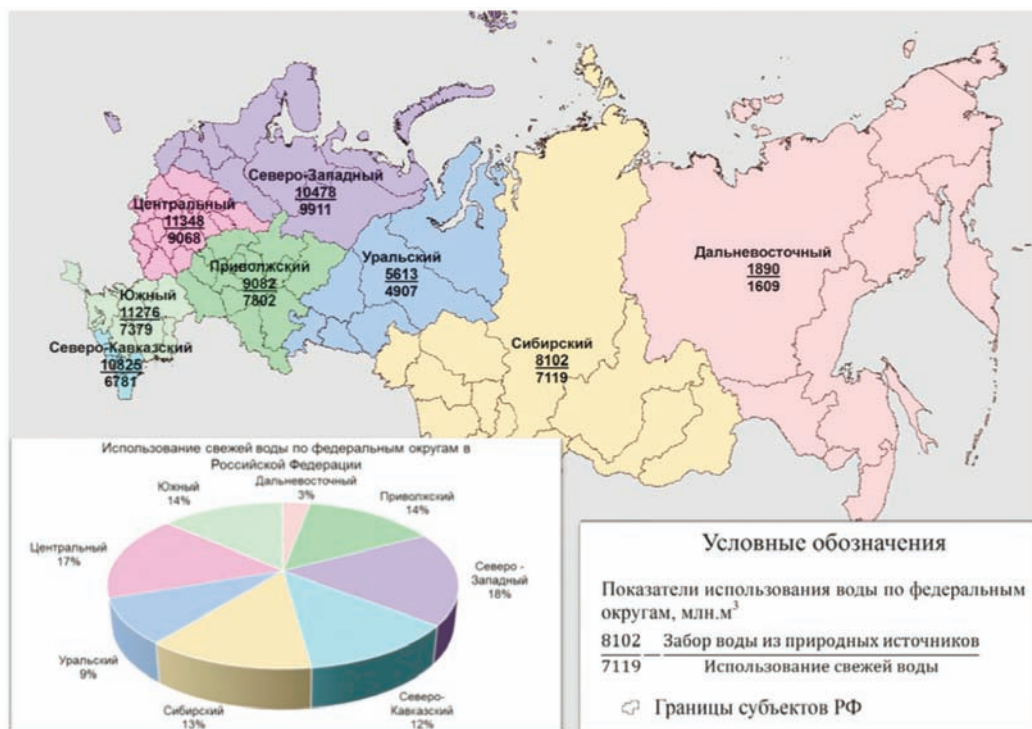 Северо-Западный
10478
9911
Центральный
11348
9068
Приволжский
9082
7802
Уральский
5613
4907
Дальневосточный
1890
1609
Южный
11276
7379
Северо-Кавказский
10825
6781
Сибирский
8102
7119
Использование свежей воды по федеральным округам в
Российской Федерации
Дальневосточный
3%
Приволжский
14%
Северо -
Западный
18%
Северо-
Кавказский
12%
Сибирский
13%
Уральский
9%
Центральный
17%
Южный
14%
Условные обозначения
Показатели использования воды по федеральным
округам, млн.м³
8102 Забор воды из природных источников
7119 Использование свежей воды
Границы субъектов РФ